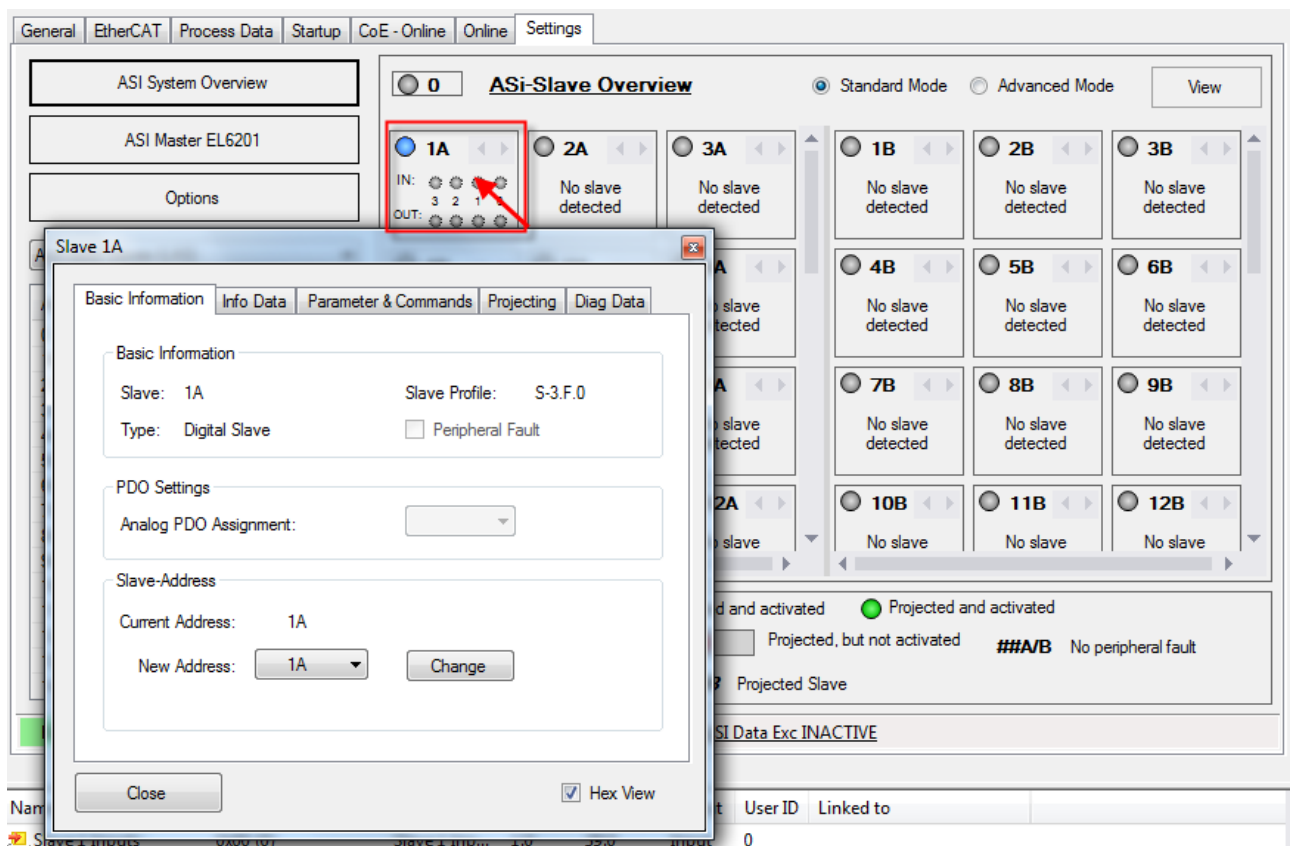 General EtherCAT Process Data Startup CoE - Online Online Settings
ASI System Overview
ASI Master EL6201
Options
0 ASi-Slave Overview Standard Mode Advanced Mode View
1A 2A 3A 1B 2B 3B
IN:
3 2 1
OUT:
No slave detected
No slave detected
No slave detected
No slave detected
No slave detected
4B 5B 6B
No slave detected
No slave detected
No slave detected
7B 8B 9B
No slave detected
No slave detected
No slave detected
10B 11B 12B
No slave
No slave
No slave
slave
slave
slave
Slave 1A
Basic Information Info Data Parameter & Commands Projecting Diag Data
Basic Information
Slave: 1A Slave Profile: S-3.F.0
Type: Digital Slave Peripheral Fault
PDO Settings
Analog PDO Assignment:
Slave-Address
Current Address: 1A
New Address: 1A Change
Close Hex View
and activated Projected and activated
Projected, but not activated ##A/B No peripheral fault
Projected Slave
SI Data Exc INACTIVE
User ID Linked to
0